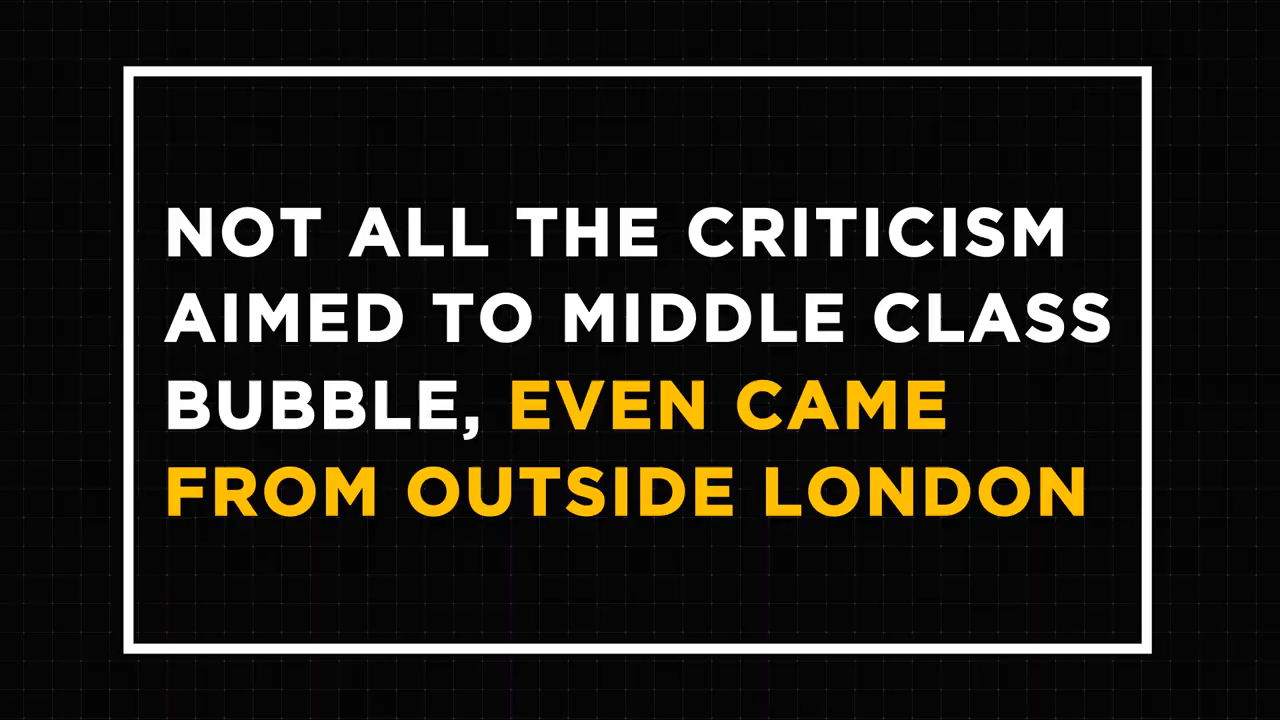 NOT ALL THE CRITICISM
AIMED TO MIDDLE CLASS
BUBBLE, EVEN CAME
FROM OUTSIDE LONDON